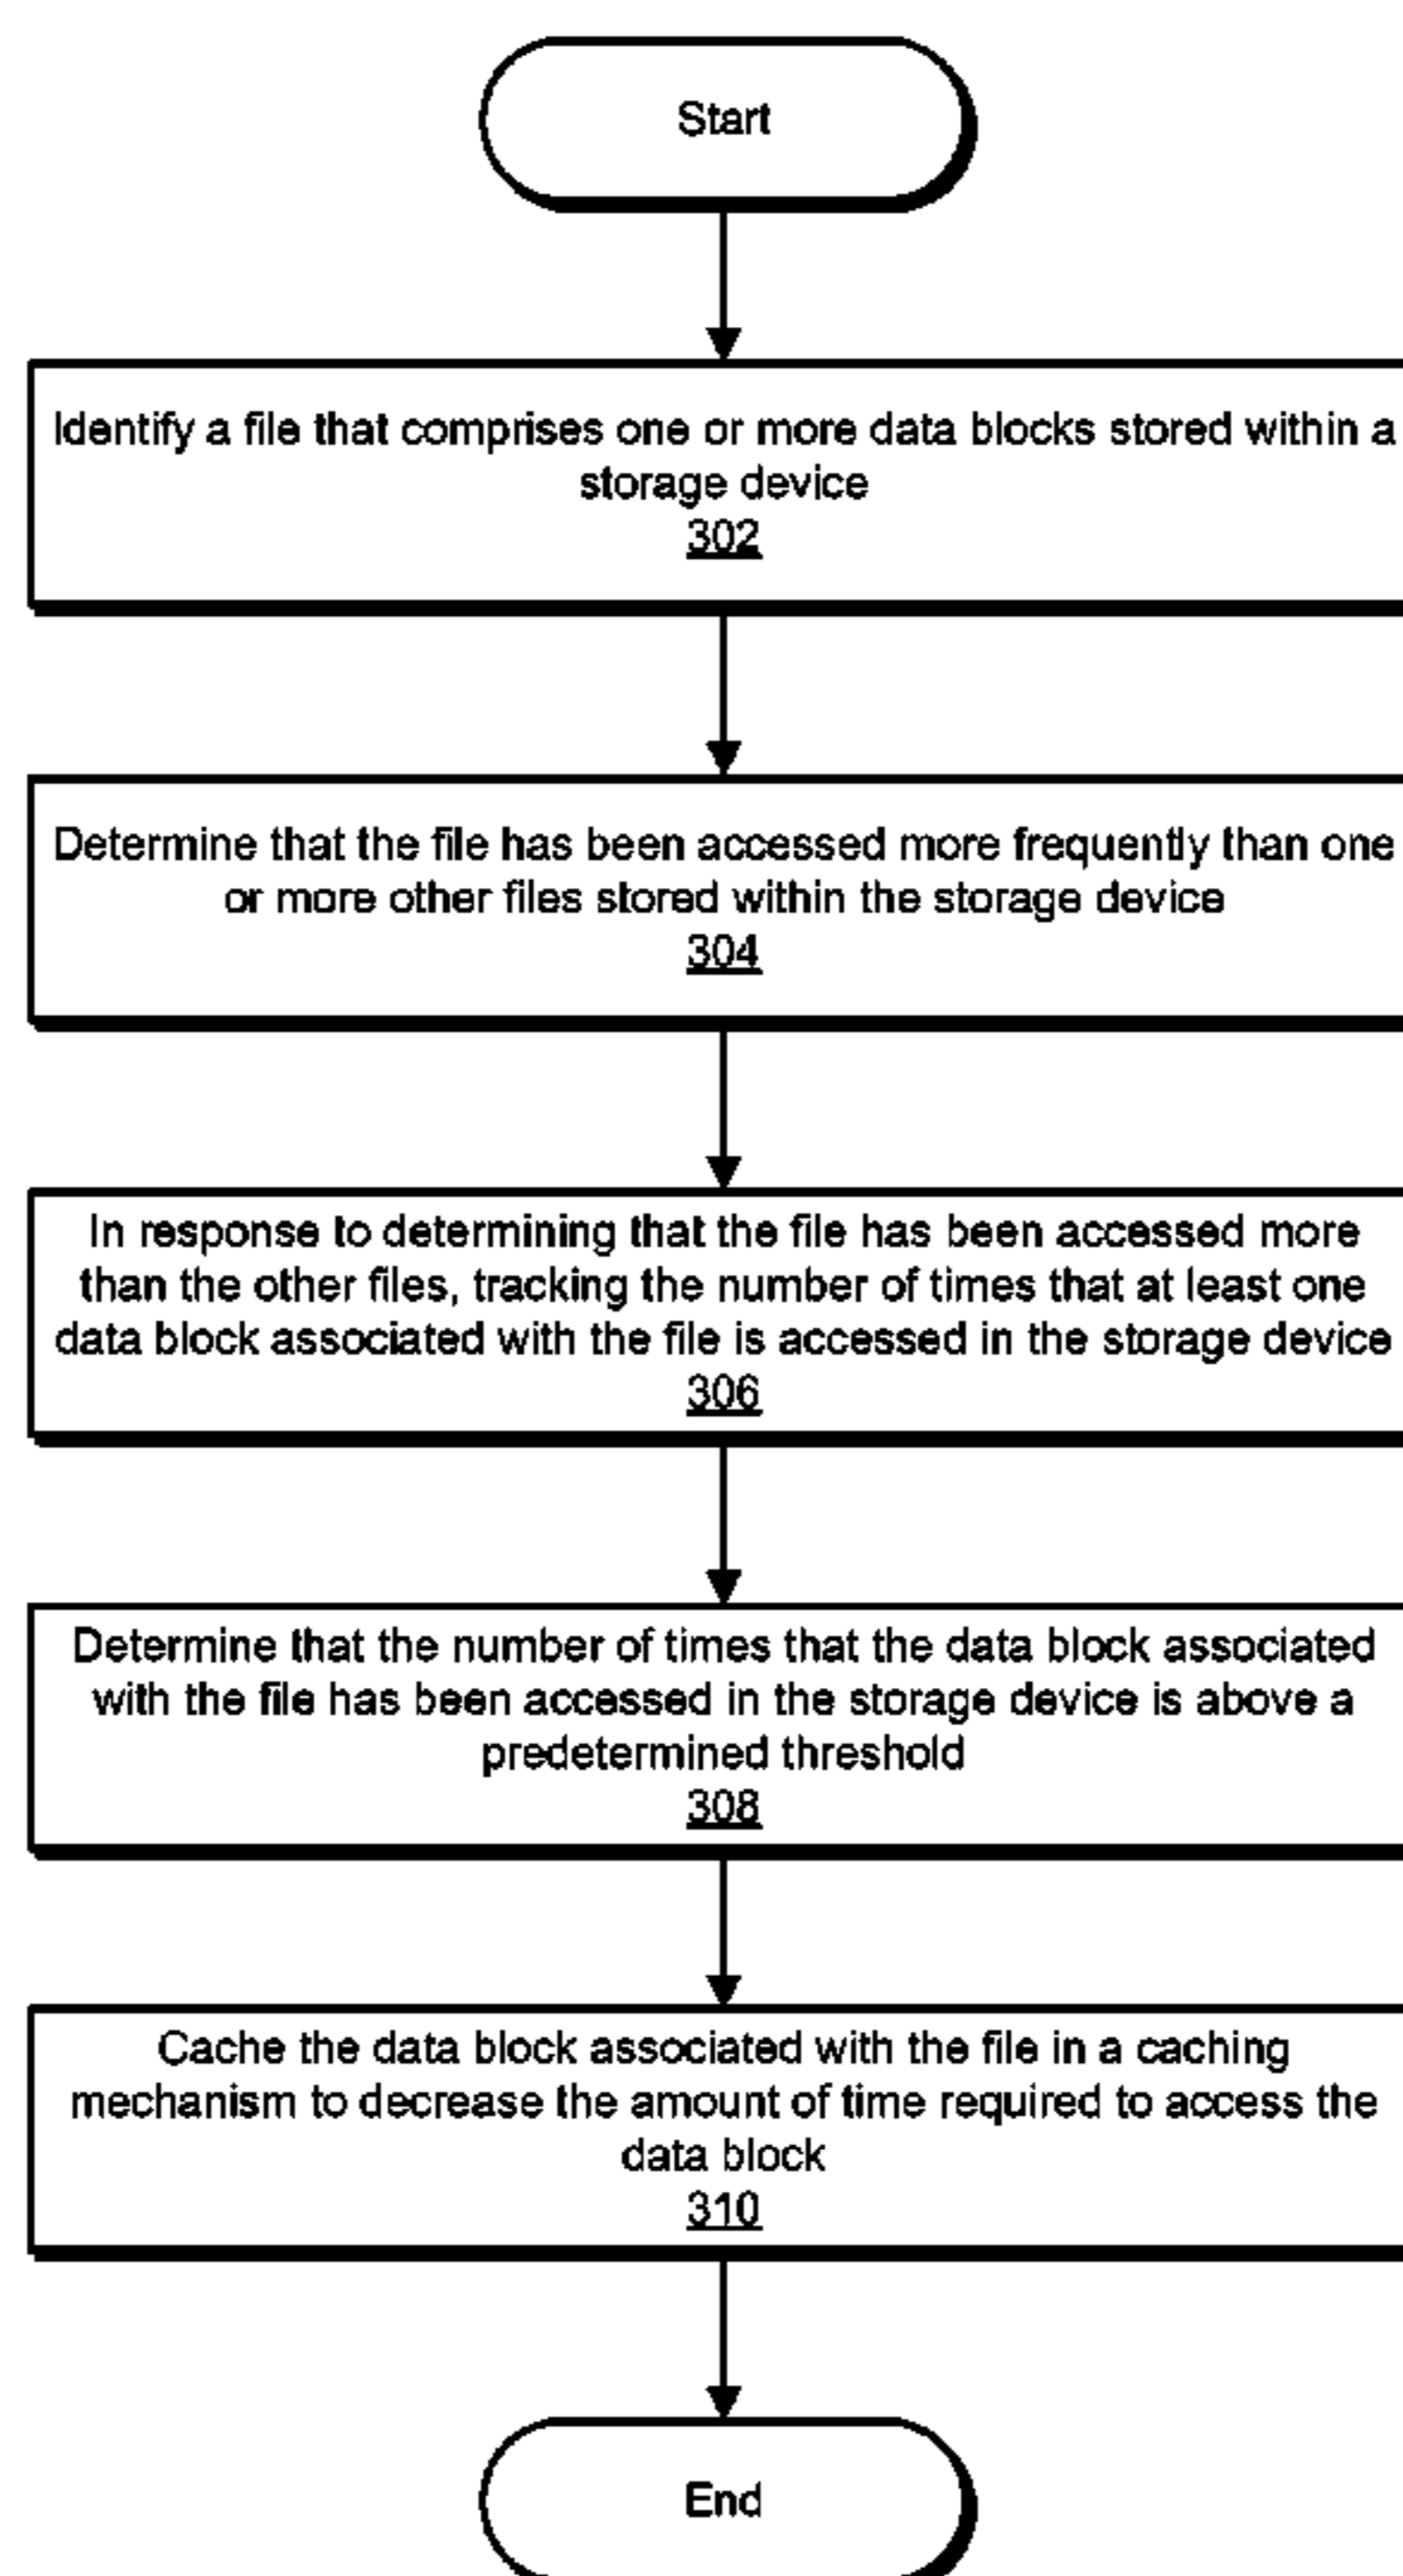 Start
Identify a file that comprises one or more data blocks stored within a
storage device
302
Determine that the file has been accessed more frequently than one
or more other files stored within the storage device
304
In response to determining that the file has been accessed more
than the other files, tracking the number of times that at least one
data block associated with the file is accessed in the storage device
306
Determine that the number of times that the data block associated
with the file has been accessed in the storage device is above a
predetermined threshold
308
Cache the data block associated with the file in a caching
mechanism to decrease the amount of time required to access the
data block
310
End